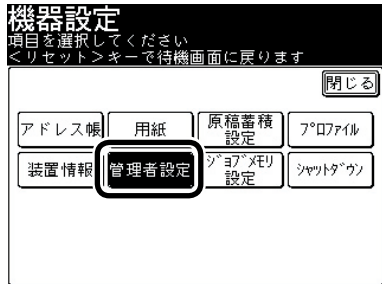 機器設定
項目を選択してください
<リセット>キーで待機画面に戻ります
閉じる
アドレス帳 用紙 原稿蓄積設定 プロファイル
装置情報 管理者設定 ジョブメモリ設定 シャットダウン